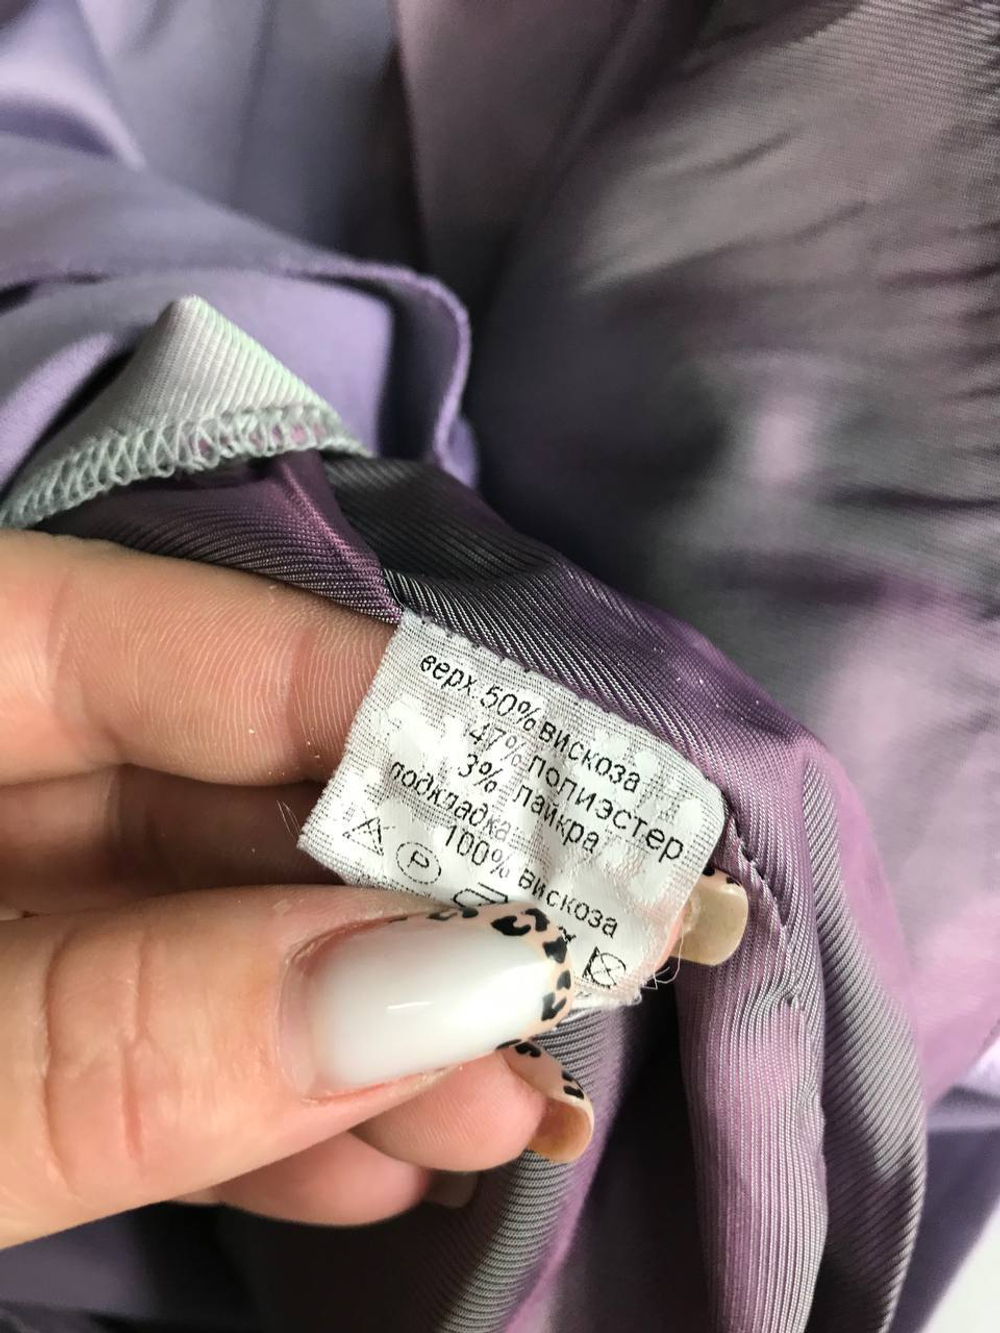 верх: 50% вискоза
47% полиэстер
3% лайкра
подкладка:
100% вискоза
P